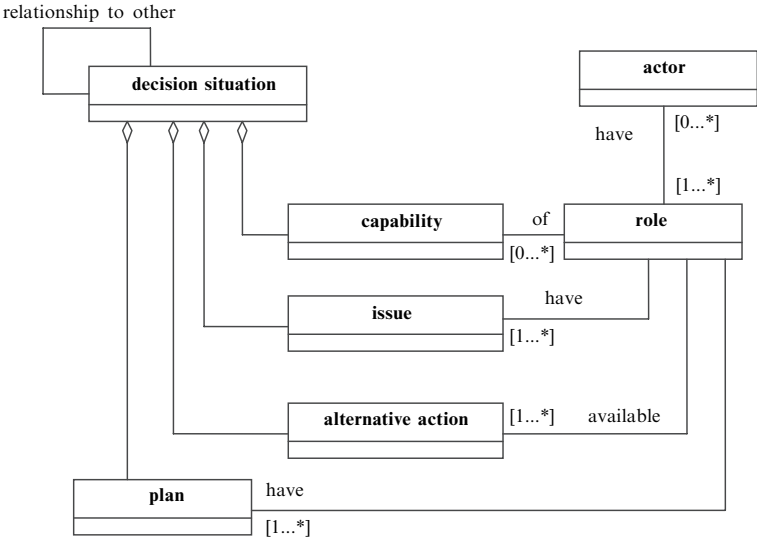 relationship to other
decision situation
actor
[0...*]
have
[1...*]
capability
of
role
[0...*]
issue
have
[1...*]
alternative action
[1...*]
available
plan
have
[1...*]